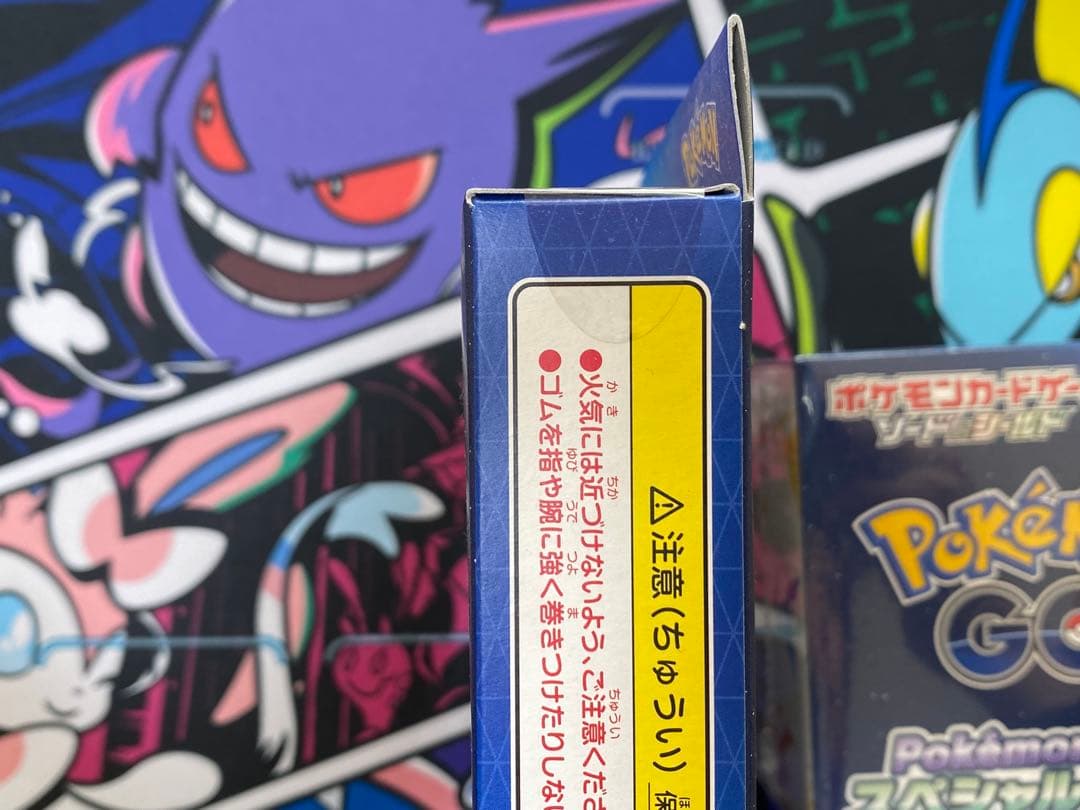 ⚠注意(ちゅうい) 保
●火気には近づけないよう、ご注意くださ
●ゴムを指や腕に強く巻きつけたりしな
ポケモンカードゲー
ソード&シールド
Pokém
GO
Pokémon
スペシャル